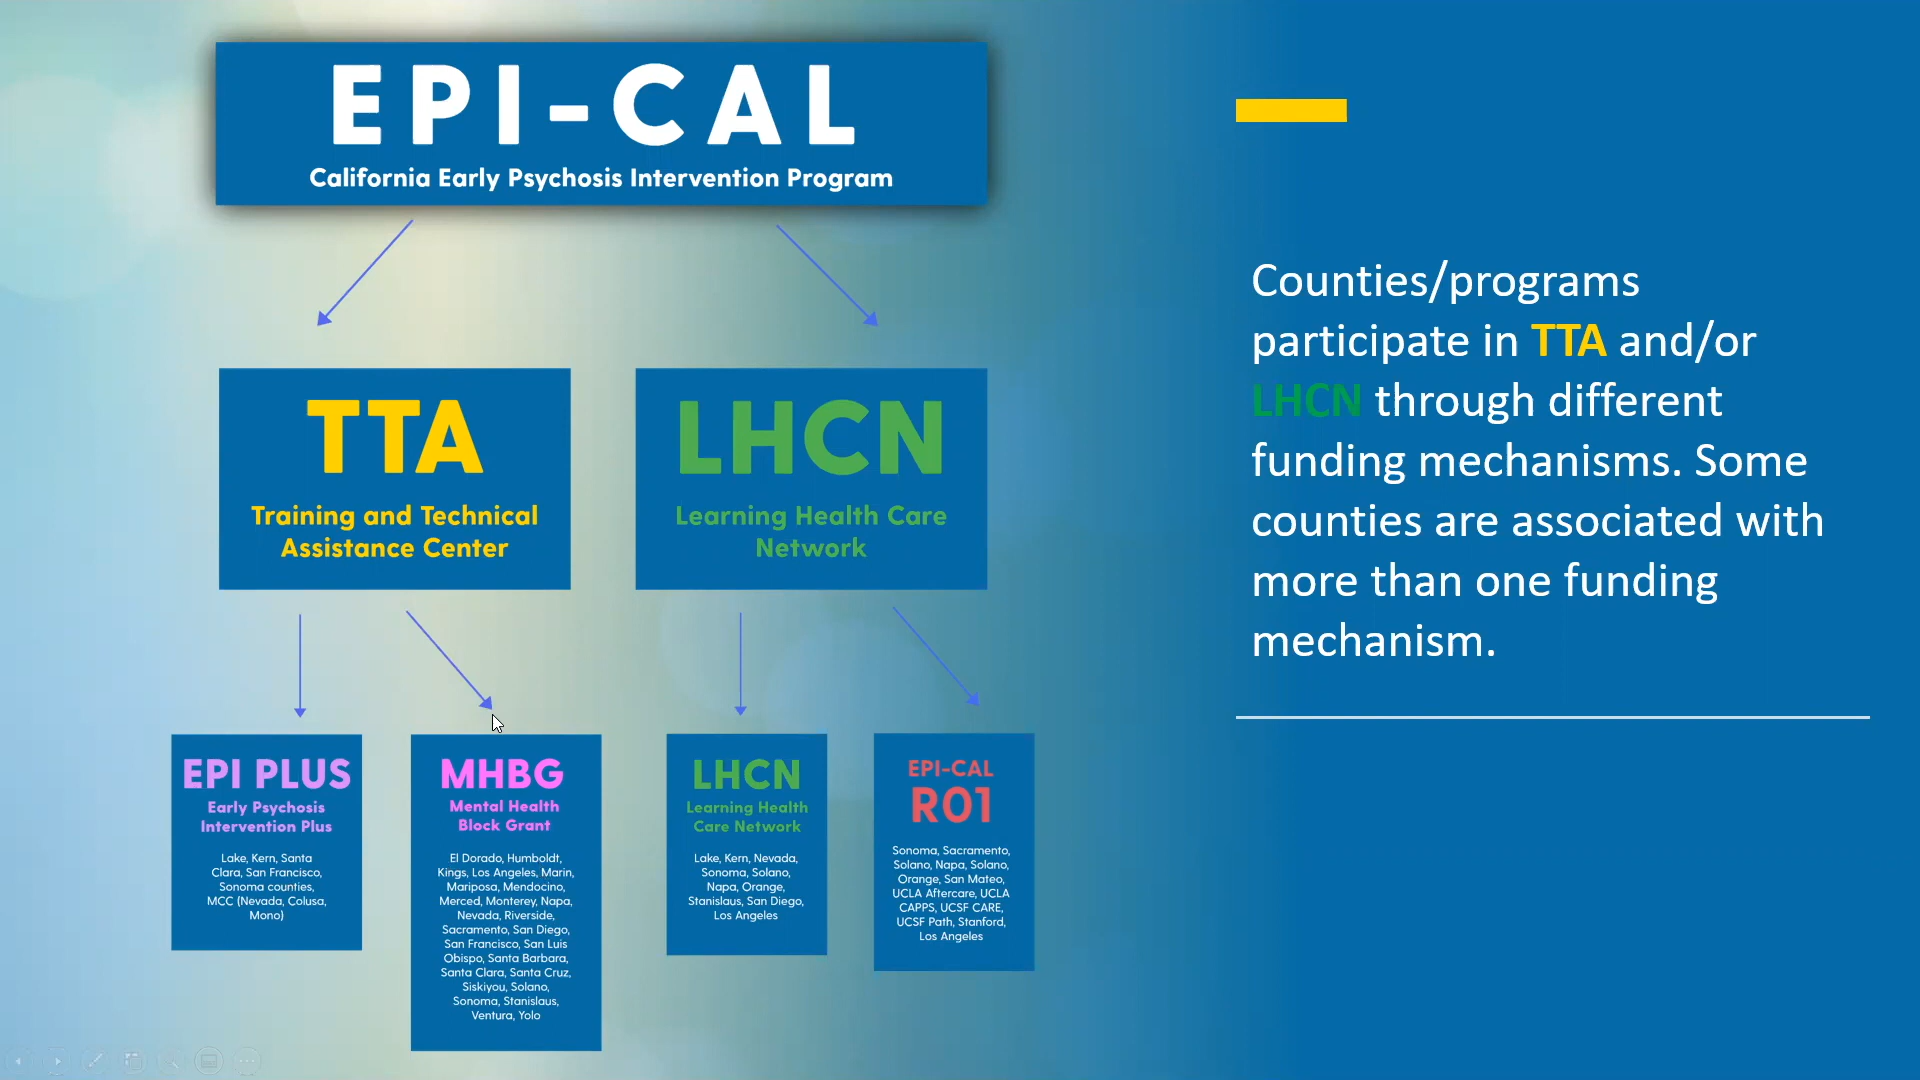 EPI-CAL
California Early Psychosis Intervention Program
TTA
Training and Technical
Assistance Center
LHCN
Learning Health Care
Network
EPI PLUS
Early Psychosis
Intervention Plus
Lake, Kern, Santa
Clara, San Francisco,
Sonoma counties,
MCC (Nevada, Colusa,
Mono)
MHBG
Mental Health
Block Grant
El Dorado, Humboldt,
Kings, Los Angeles, Marin,
Mariposa, Mendocino,
Merced, Monterey, Napa,
Nevada, Riverside,
Sacramento, San Diego,
San Francisco, San Luis
Obispo, Santa Barbara,
Santa Clara, Santa Cruz,
Siskiyou, Solano,
Sonoma, Stanislaus,
Ventura, Yolo
LHCN
Learning Health
Care Network
Lake, Kern, Nevada,
Sonoma, Solano,
Napa, Orange,
Stanislaus, San Diego,
Los Angeles
EPI-CAL
R01
Sonoma, Sacramento,
Solano, Napa, Solano,
Orange, San Mateo,
UCLA Aftercare, UCLA
CAPPS, UCSF CARE,
UCSF Path, Stanford,
Los Angeles
Counties/programs
participate in TTA and/or
LHCN through different
funding mechanisms. Some
counties are associated with
more than one funding
mechanism.